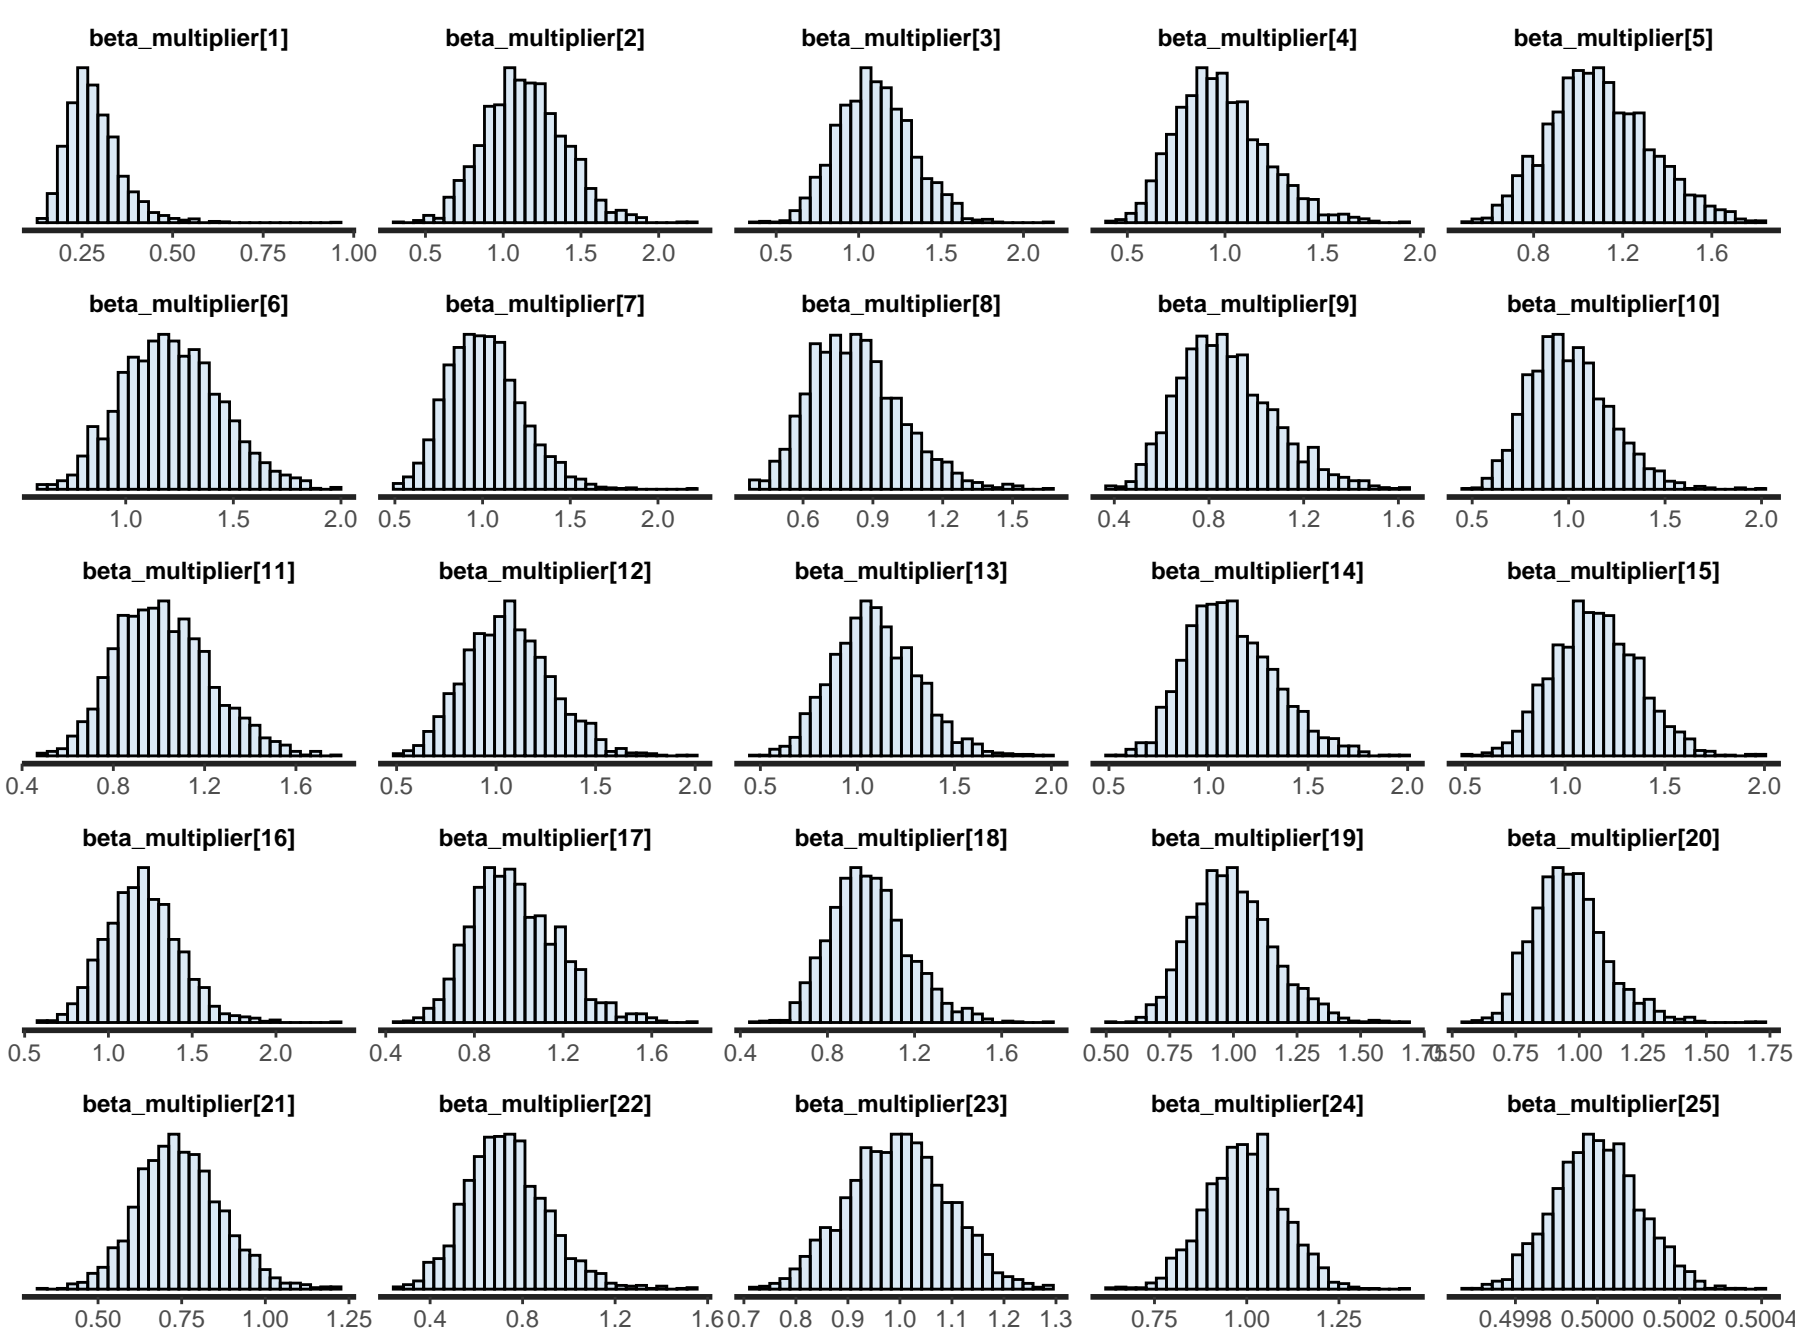 beta_multiplier[1] beta_multiplier[2] beta_multiplier[3] beta_multiplier[4] beta_multiplier[5]
0.25 0.50 0.75 1.00 0.5 1.0 1.5 2.0 0.5 1.0 1.5 2.0 0.5 1.0 1.5 2.0 0.8 1.2 1.6
beta_multiplier[6] beta_multiplier[7] beta_multiplier[8] beta_multiplier[9] beta_multiplier[10]
1.0 1.5 2.0 0.5 1.0 1.5 2.0 0.6 0.9 1.2 1.5 0.4 0.8 1.2 1.6 0.5 1.0 1.5 2.0
beta_multiplier[11] beta_multiplier[12] beta_multiplier[13] beta_multiplier[14] beta_multiplier[15]
0.4 0.8 1.2 1.6 0.5 1.0 1.5 2.0 0.5 1.0 1.5 2.0 0.5 1.0 1.5 2.0 0.5 1.0 1.5 2.0
beta_multiplier[16] beta_multiplier[17] beta_multiplier[18] beta_multiplier[19] beta_multiplier[20]
0.5 1.0 1.5 2.0 0.4 0.8 1.2 1.6 0.4 0.8 1.2 1.6 0.50 0.75 1.00 1.25 1.50 1.75 0.50 0.75 1.00 1.25 1.50 1.75
beta_multiplier[21] beta_multiplier[22] beta_multiplier[23] beta_multiplier[24] beta_multiplier[25]
0.50 0.75 1.00 1.25 0.4 0.8 1.2 1.6 0.7 0.8 0.9 1.0 1.1 1.2 1.3 0.75 1.00 1.25 0.4998 0.5000 0.5002 0.5004